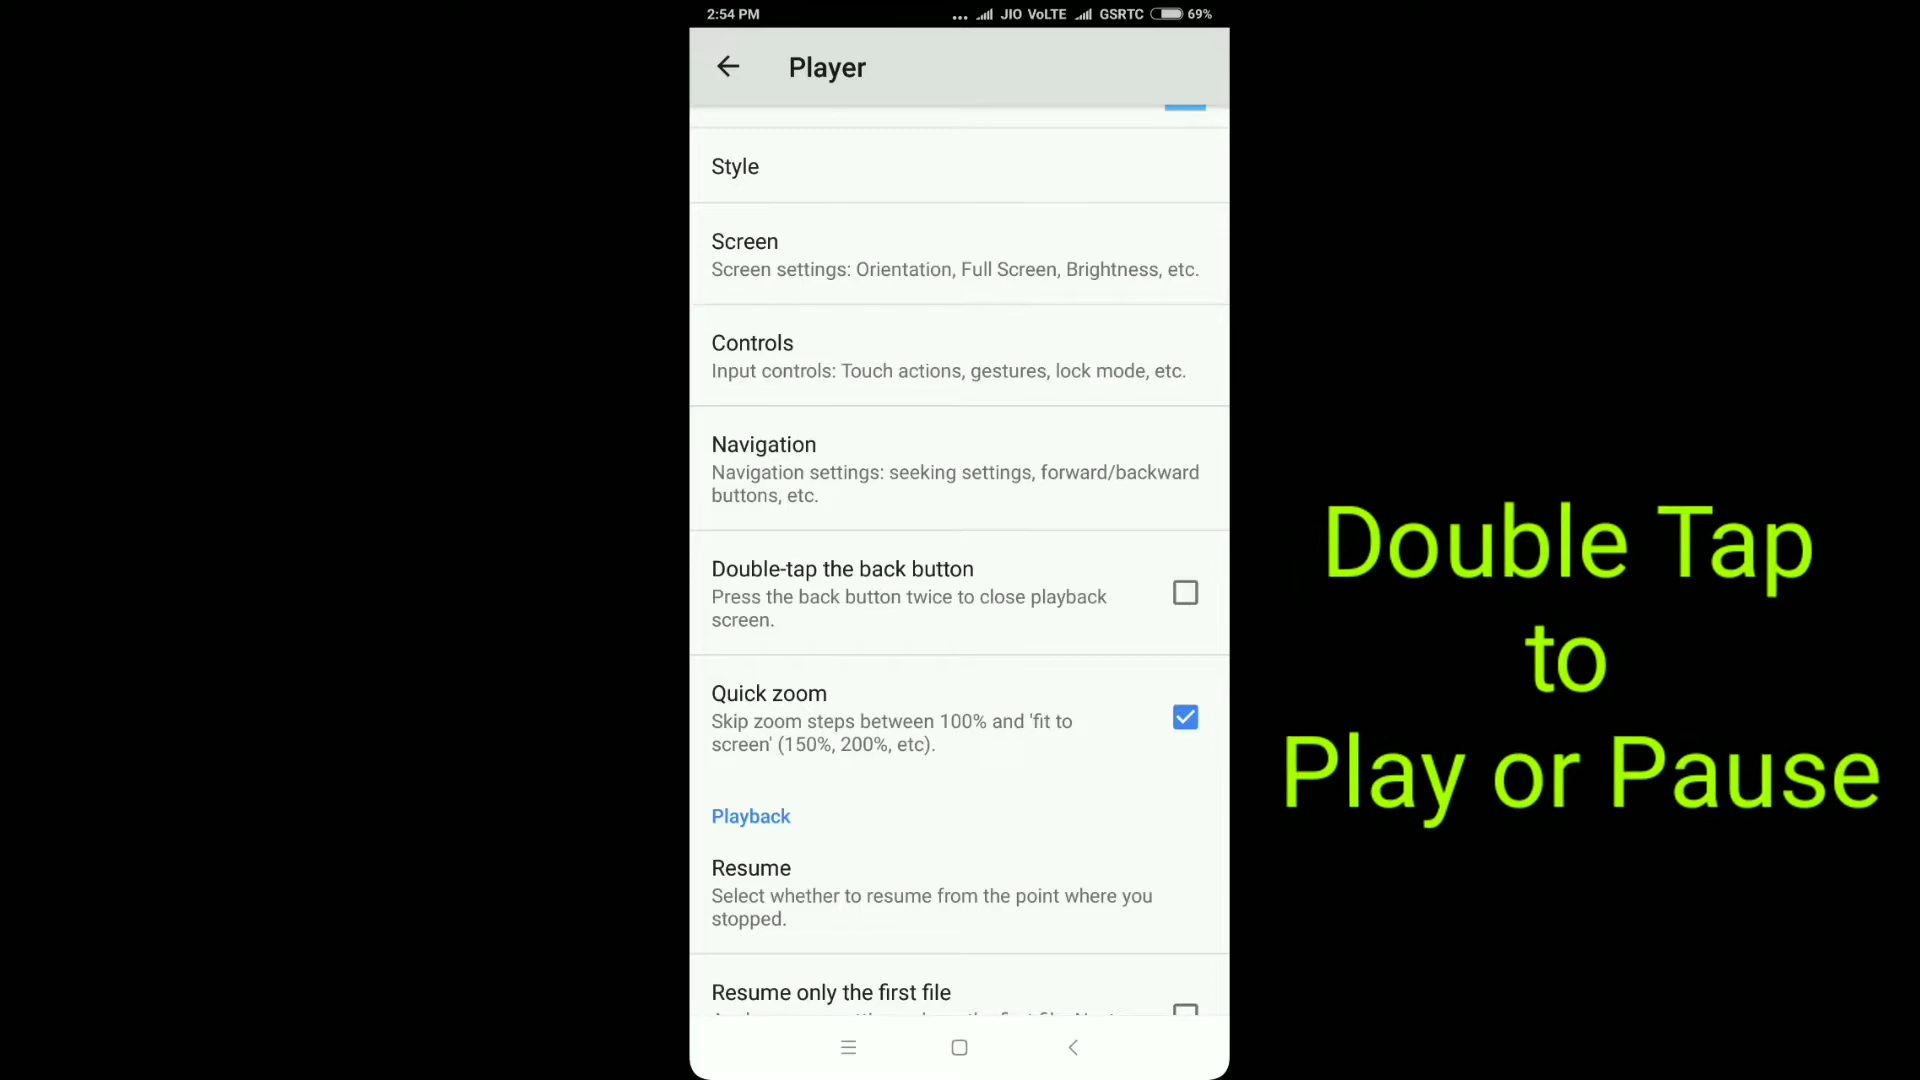 2:54 PM
... JIO VoLTE GSRTC 69%
Player
Style
Screen
Screen settings: Orientation, Full Screen, Brightness, etc.
Controls
Input controls: Touch actions, gestures, lock mode, etc.
Navigation
Navigation settings: seeking settings, forward/backward
buttons, etc.
Double-tap the back button
Press the back button twice to close playback
screen.
Quick zoom
Skip zoom steps between 100% and 'fit to
screen' (150%, 200%, etc).
Playback
Resume
Select whether to resume from the point where you
stopped.
Resume only the first file
Double Tap
to
Play or Pause